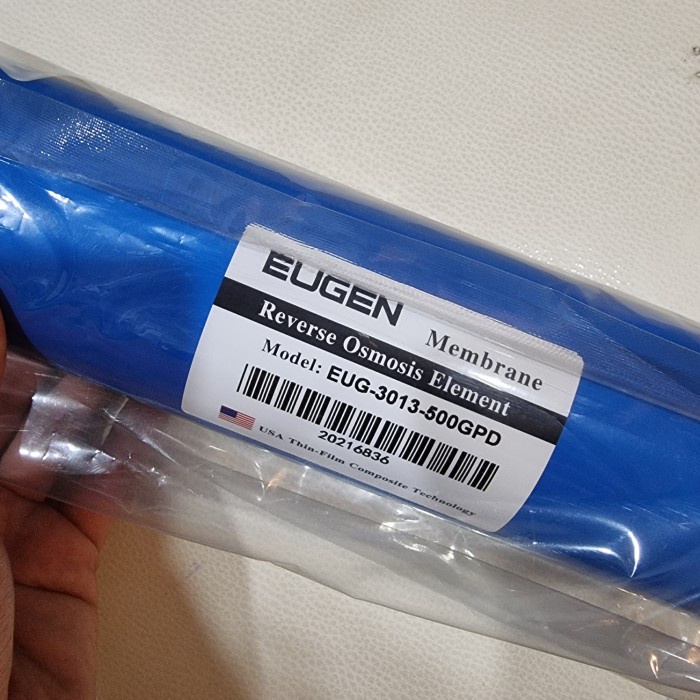 EUGEN Membrane
Reverse Osmosis Element
Model: EUG-3013-500GPD
20216836
USA Thin-Film Composite Technology